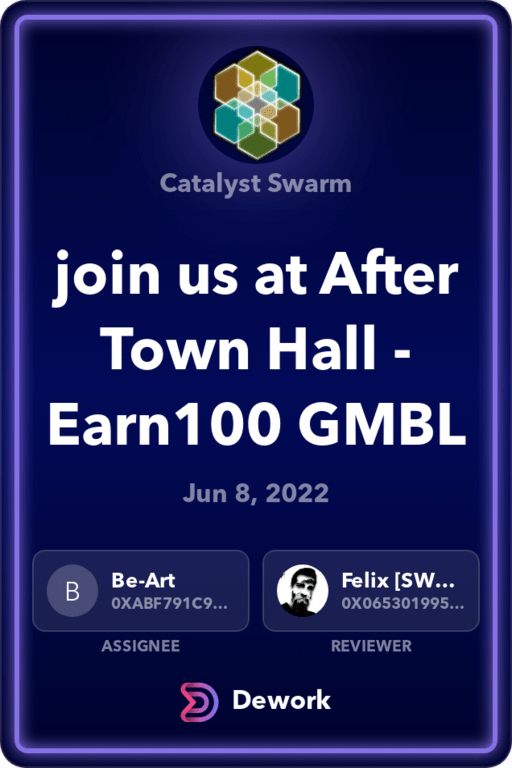 Catalyst Swarm
join us at After
Town Hall -
Earn100 GMBL
Jun 8, 2022
B
Be-Art
0XABF791C9...
ASSIGNEE
Felix [SW...
0X065301995...
REVIEWER
Dework